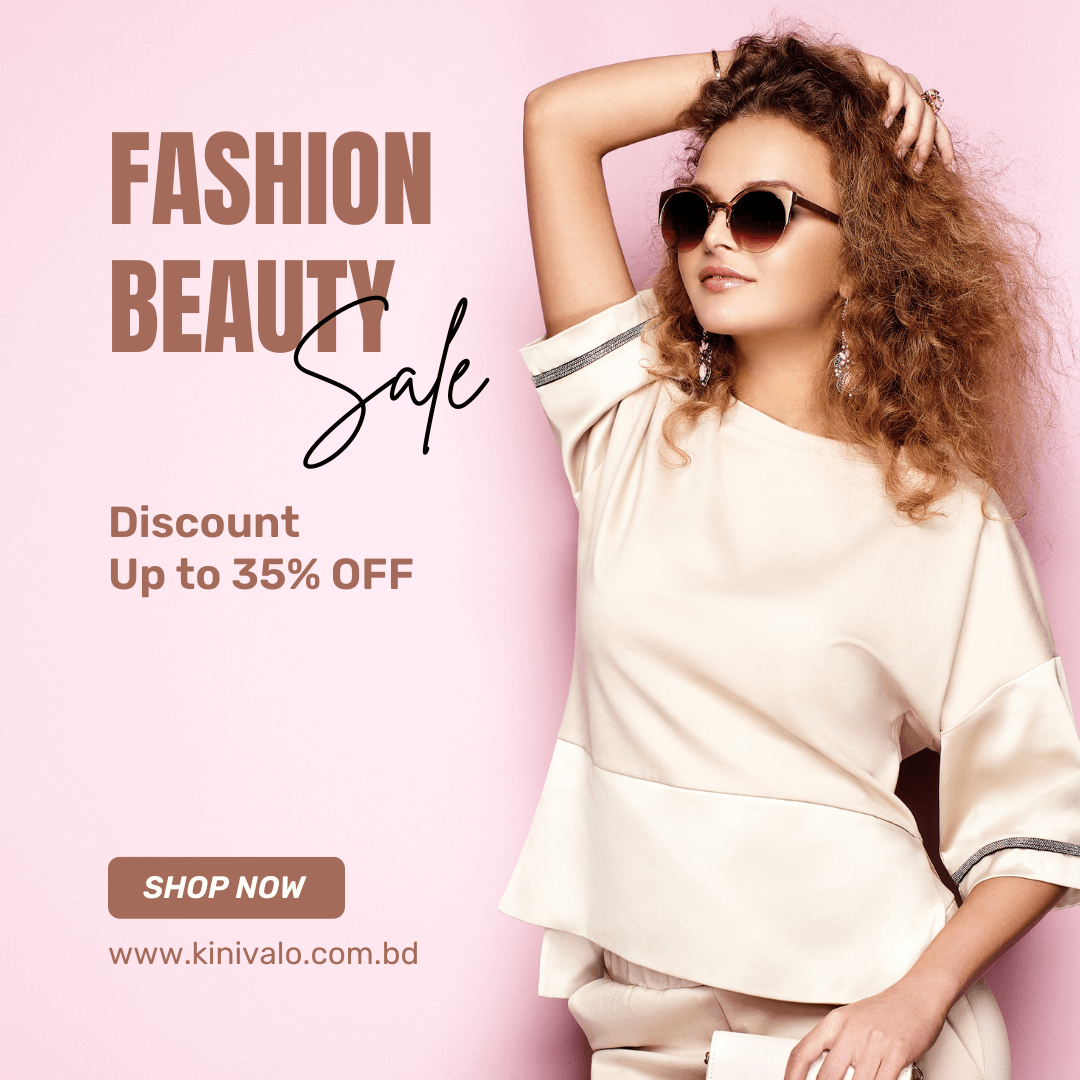 FASHION
BEAUTY
Sale
Discount
Up to 35% OFF
SHOP NOW
www.kinivalo.com.bd